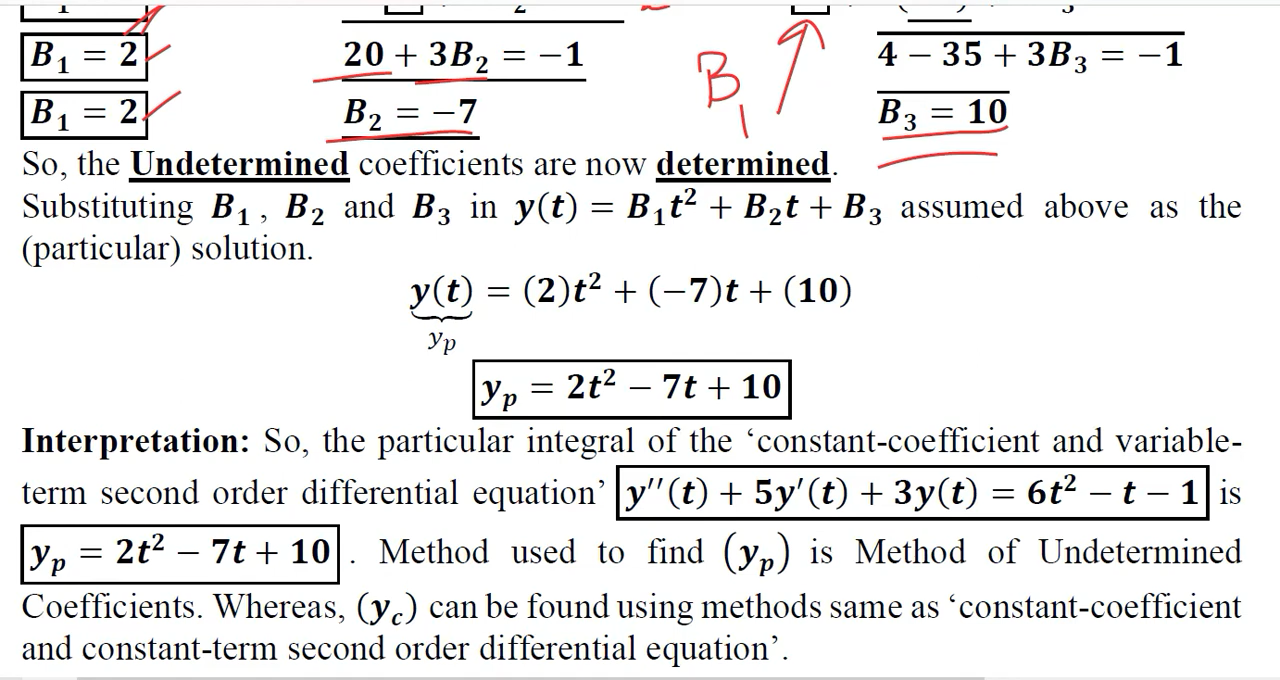 B₁ = 2 20 + 3B₂ = −1 B₁ 4 − 35 + 3B₃ = −1
B₁ = 2 B₂ = −7 B₃ = 10
So, the Undetermined coefficients are now determined.
Substituting B₁ , B₂ and B₃ in y(t) = B₁t² + B₂t + B₃ assumed above as the
(particular) solution.
y(t) = (2)t² + (−7)t + (10)
yₚ
yₚ = 2t² − 7t + 10
Interpretation: So, the particular integral of the ‘constant-coefficient and variable-
term second order differential equation’ y′′(t) + 5y′(t) + 3y(t) = 6t² − t − 1 is
yₚ = 2t² − 7t + 10 . Method used to find (yₚ) is Method of Undetermined
Coefficients. Whereas, (y_c) can be found using methods same as ‘constant-coefficient
and constant-term second order differential equation’.